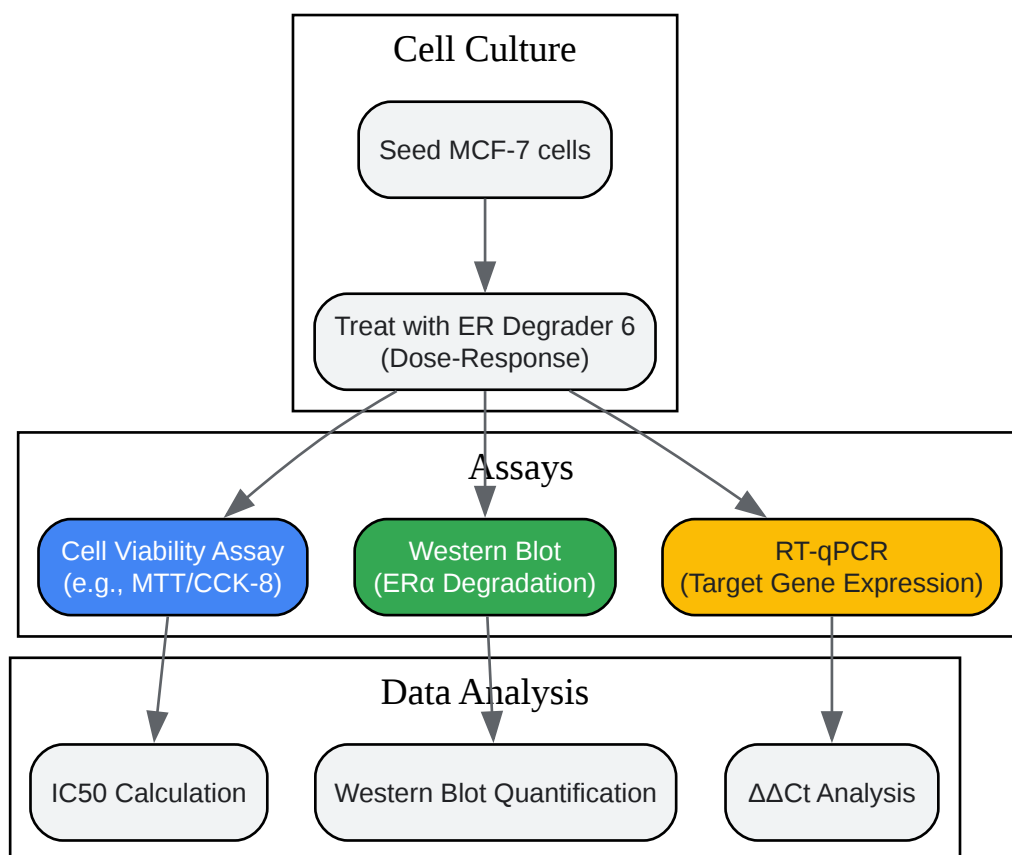 Cell Culture
Seed MCF-7 cells
Treat with ER Degrader 6
(Dose-Response)
Assays
Cell Viability Assay
(e.g., MTT/CCK-8)
Western Blot
(ERα Degradation)
RT-qPCR
(Target Gene Expression)
Data Analysis
IC50 Calculation
Western Blot Quantification
ΔΔCt Analysis